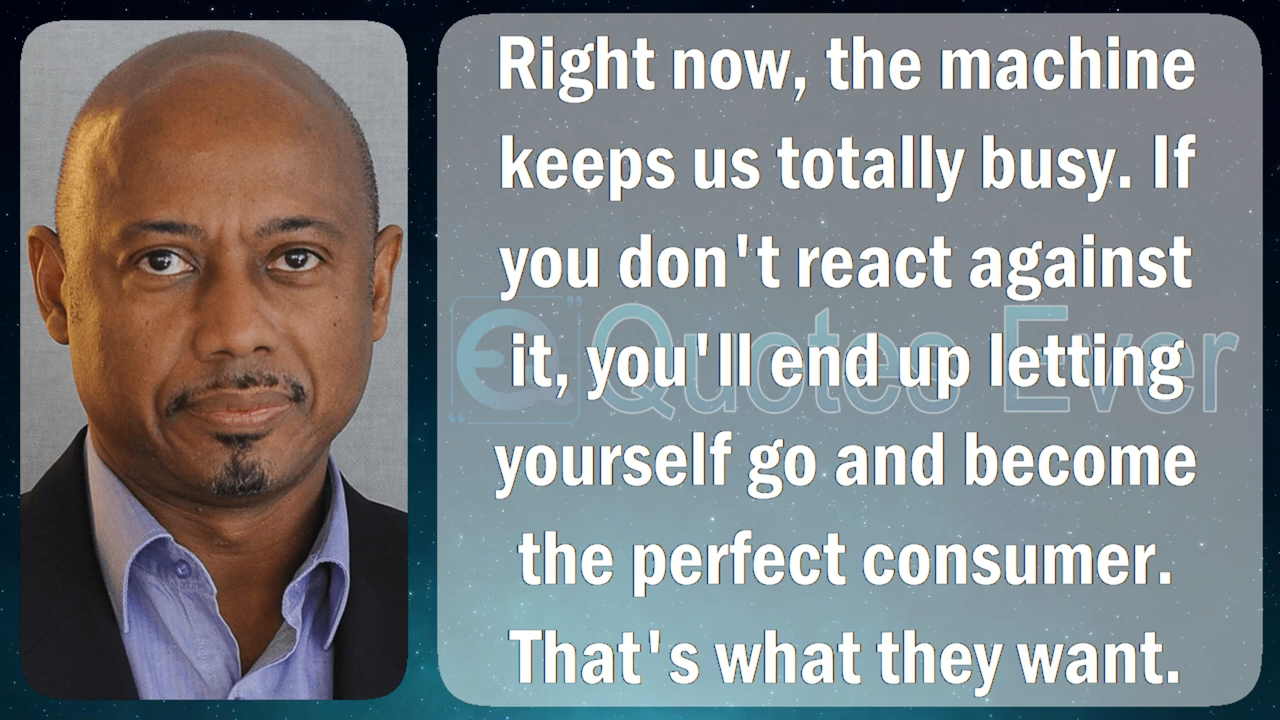 Right now, the machine
keeps us totally busy. If
you don't react against
it, you'll end up letting
yourself go and become
the perfect consumer.
That's what they want.
Quotes Ever